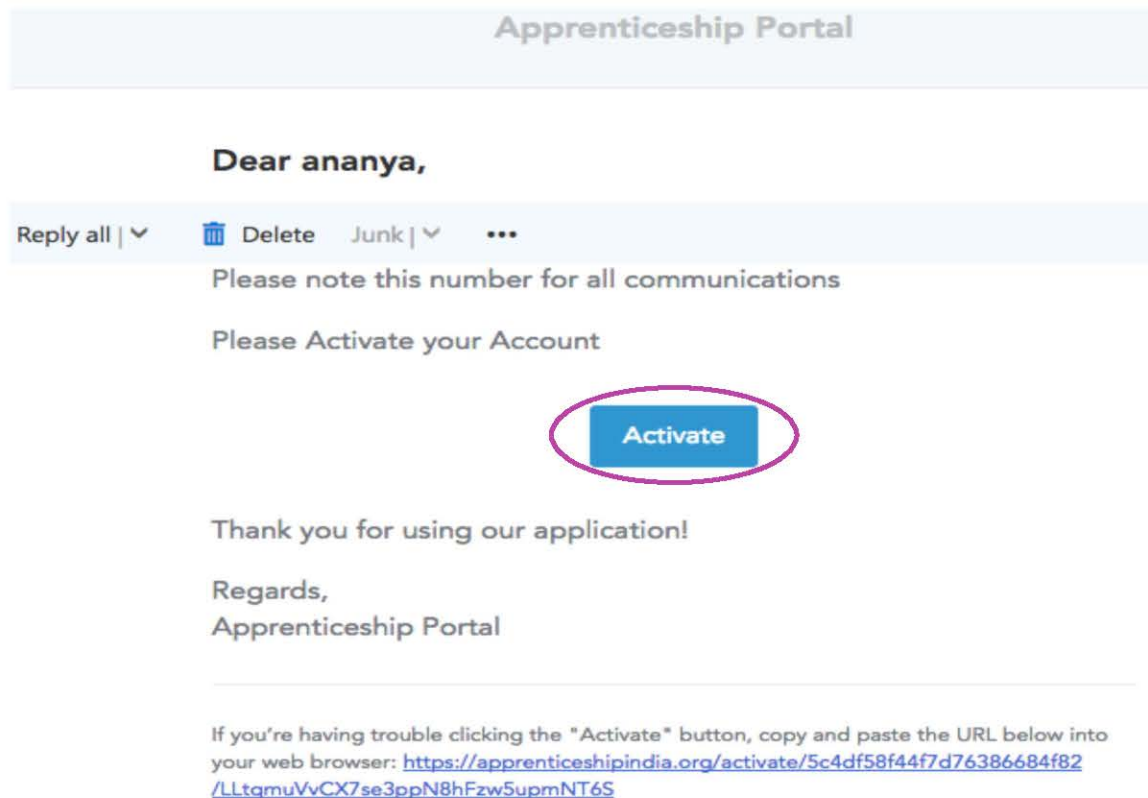 Apprenticeship Portal
Dear ananya,
Reply all | Delete Junk | •••
Please note this number for all communications
Please Activate your Account
Activate
Thank you for using our application!
Regards,
Apprenticeship Portal
If you're having trouble clicking the "Activate" button, copy and paste the URL below into
your web browser: https://apprenticeshipindia.org/activate/5c4df58f44f7d76386684f82
/LLtqmuVvCX7se3ppN8hFzw5upmNT6S